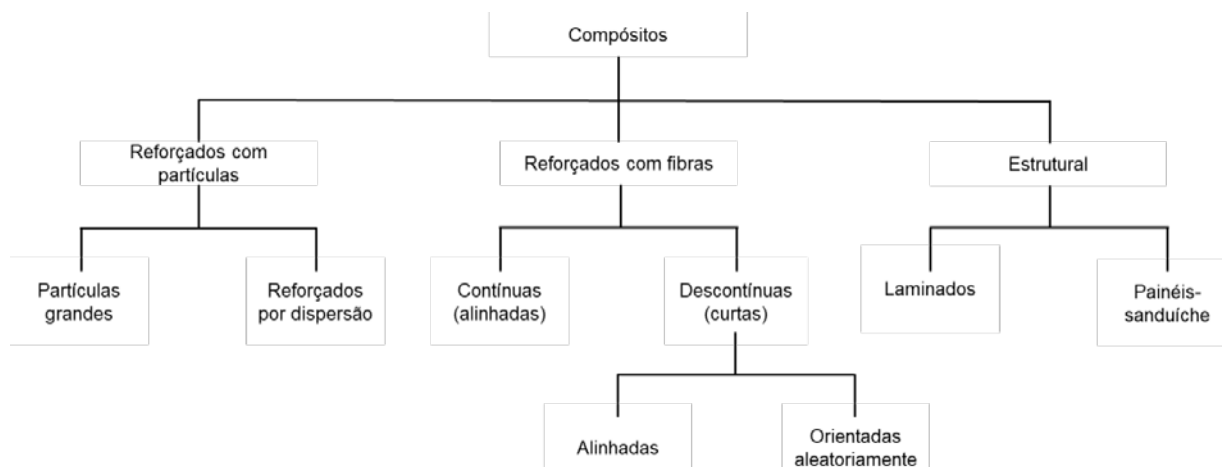 Compósitos
Reforçados com
partículas
Reforçados com fibras
Estrutural
Partículas
grandes
Reforçados
por dispersão
Contínuas
(alinhadas)
Descontínuas
(curtas)
Laminados
Painéis-
sanduíche
Alinhadas
Orientadas
aleatoriamente